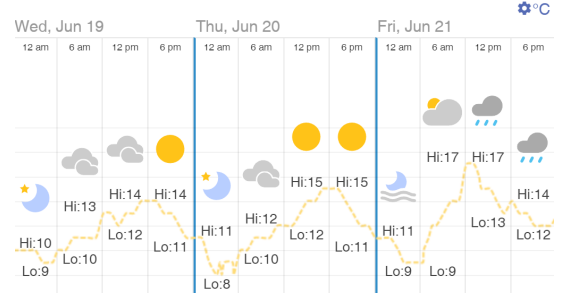 °C
Wed, Jun 19 Thu, Jun 20 Fri, Jun 21
12 am 6 am 12 pm 6 pm 12 am 6 am 12 pm 6 pm 12 am 6 am 12 pm 6 pm
Hi:17 Hi:17
Hi:15 Hi:15
Hi:14 Hi:14 Hi:14
Hi:13
Hi:12 Lo:13
Hi:11 Hi:11
Lo:12 Lo:12 Lo:12
Hi:10
Lo:11 Lo:11
Lo:10 Lo:10
Lo:9 Lo:9 Lo:9
Lo:8